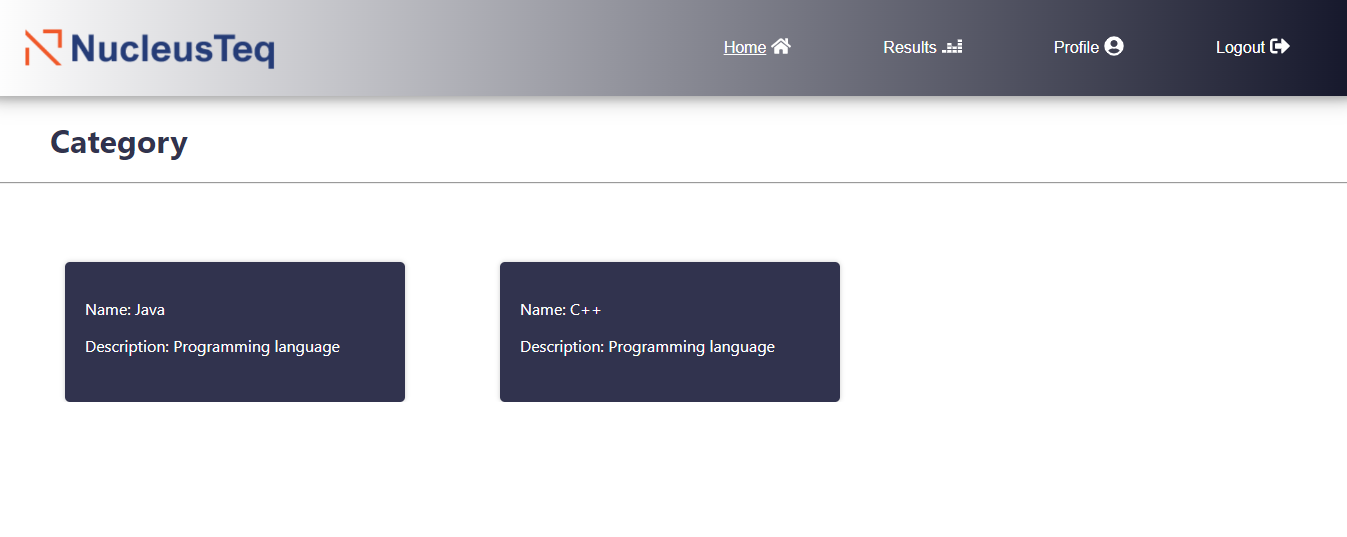 NucleusTeq
Home
Results
Profile
Logout
Category
Name: Java
Description: Programming language
Name: C++
Description: Programming language